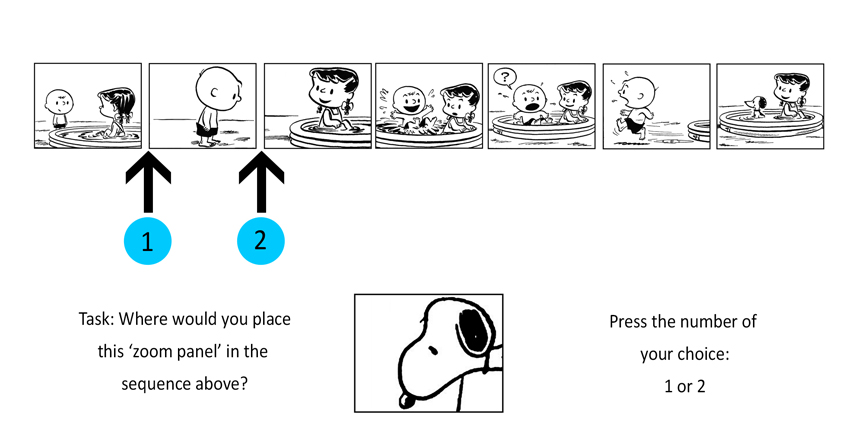 ?
1
2
Task: Where would you place
this ‘zoom panel’ in the
sequence above?
Press the number of
your choice:
1 or 2